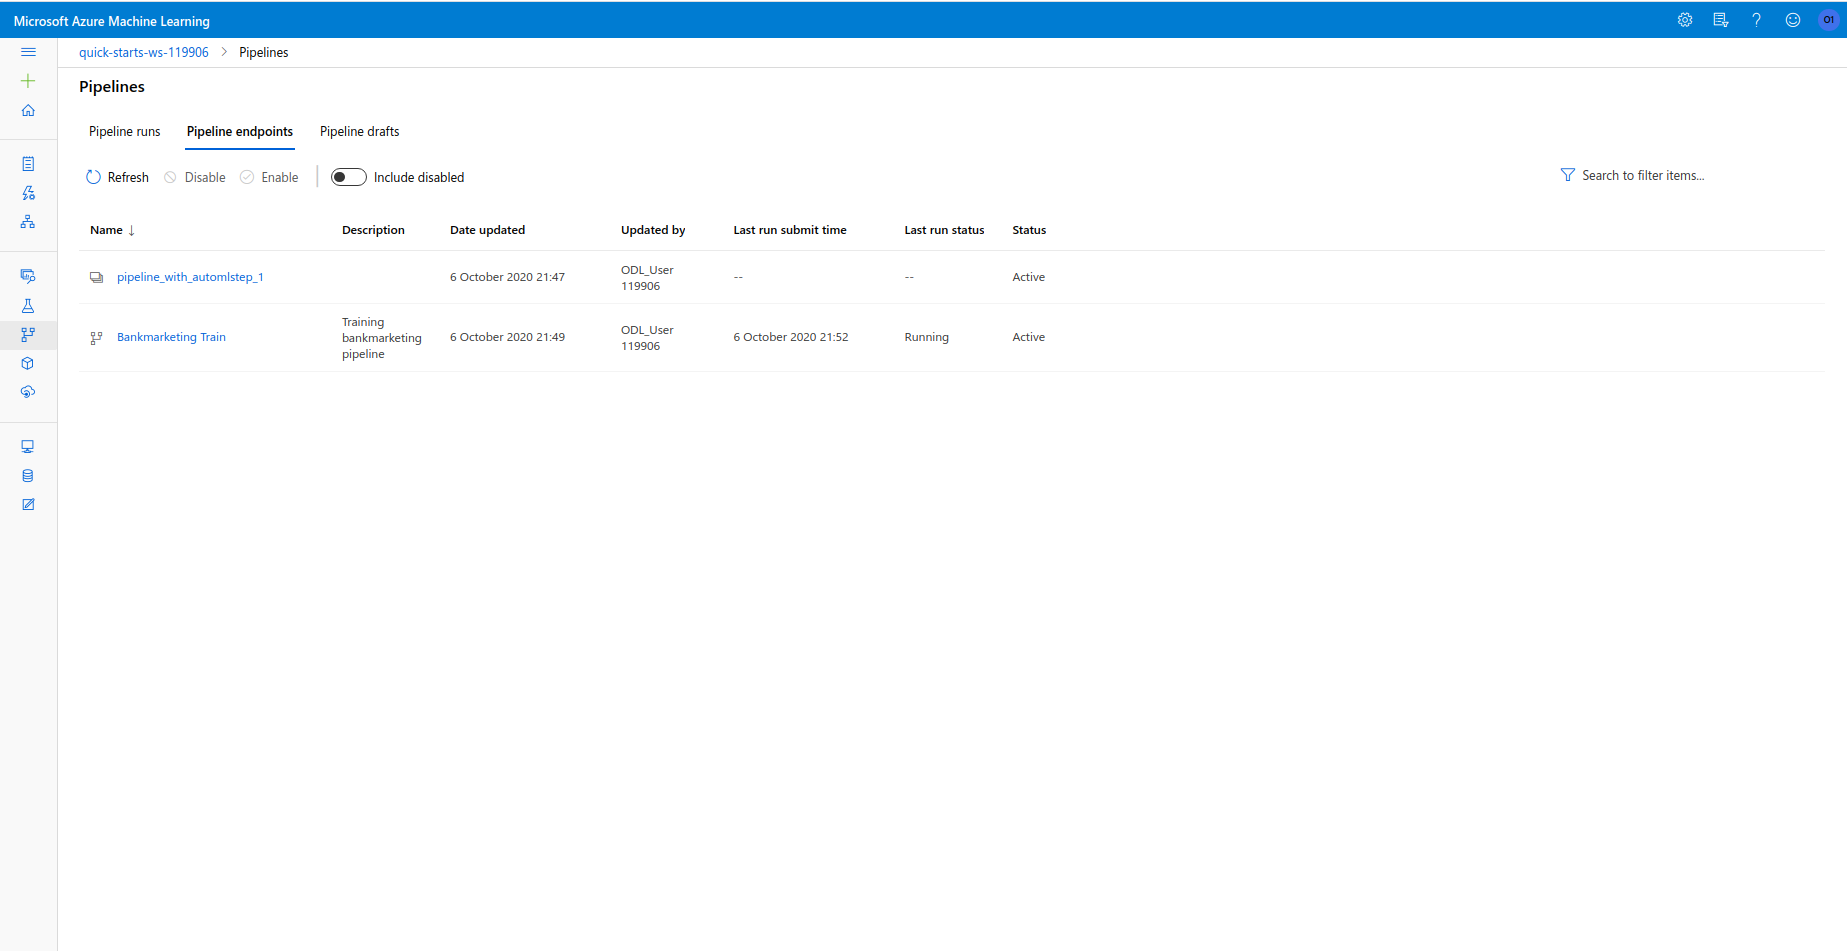 Microsoft Azure Machine Learning
?
O1
quick-starts-ws-119906 > Pipelines
Pipelines
Pipeline runs Pipeline endpoints Pipeline drafts
Refresh Disable Enable Include disabled Search to filter items...
Name ↓ Description Date updated Updated by Last run submit time Last run status Status
pipeline_with_automlstep_1 6 October 2020 21:47 ODL_User 119906 -- -- Active
Bankmarketing Train Training bankmarketing pipeline 6 October 2020 21:49 ODL_User 119906 6 October 2020 21:52 Running Active